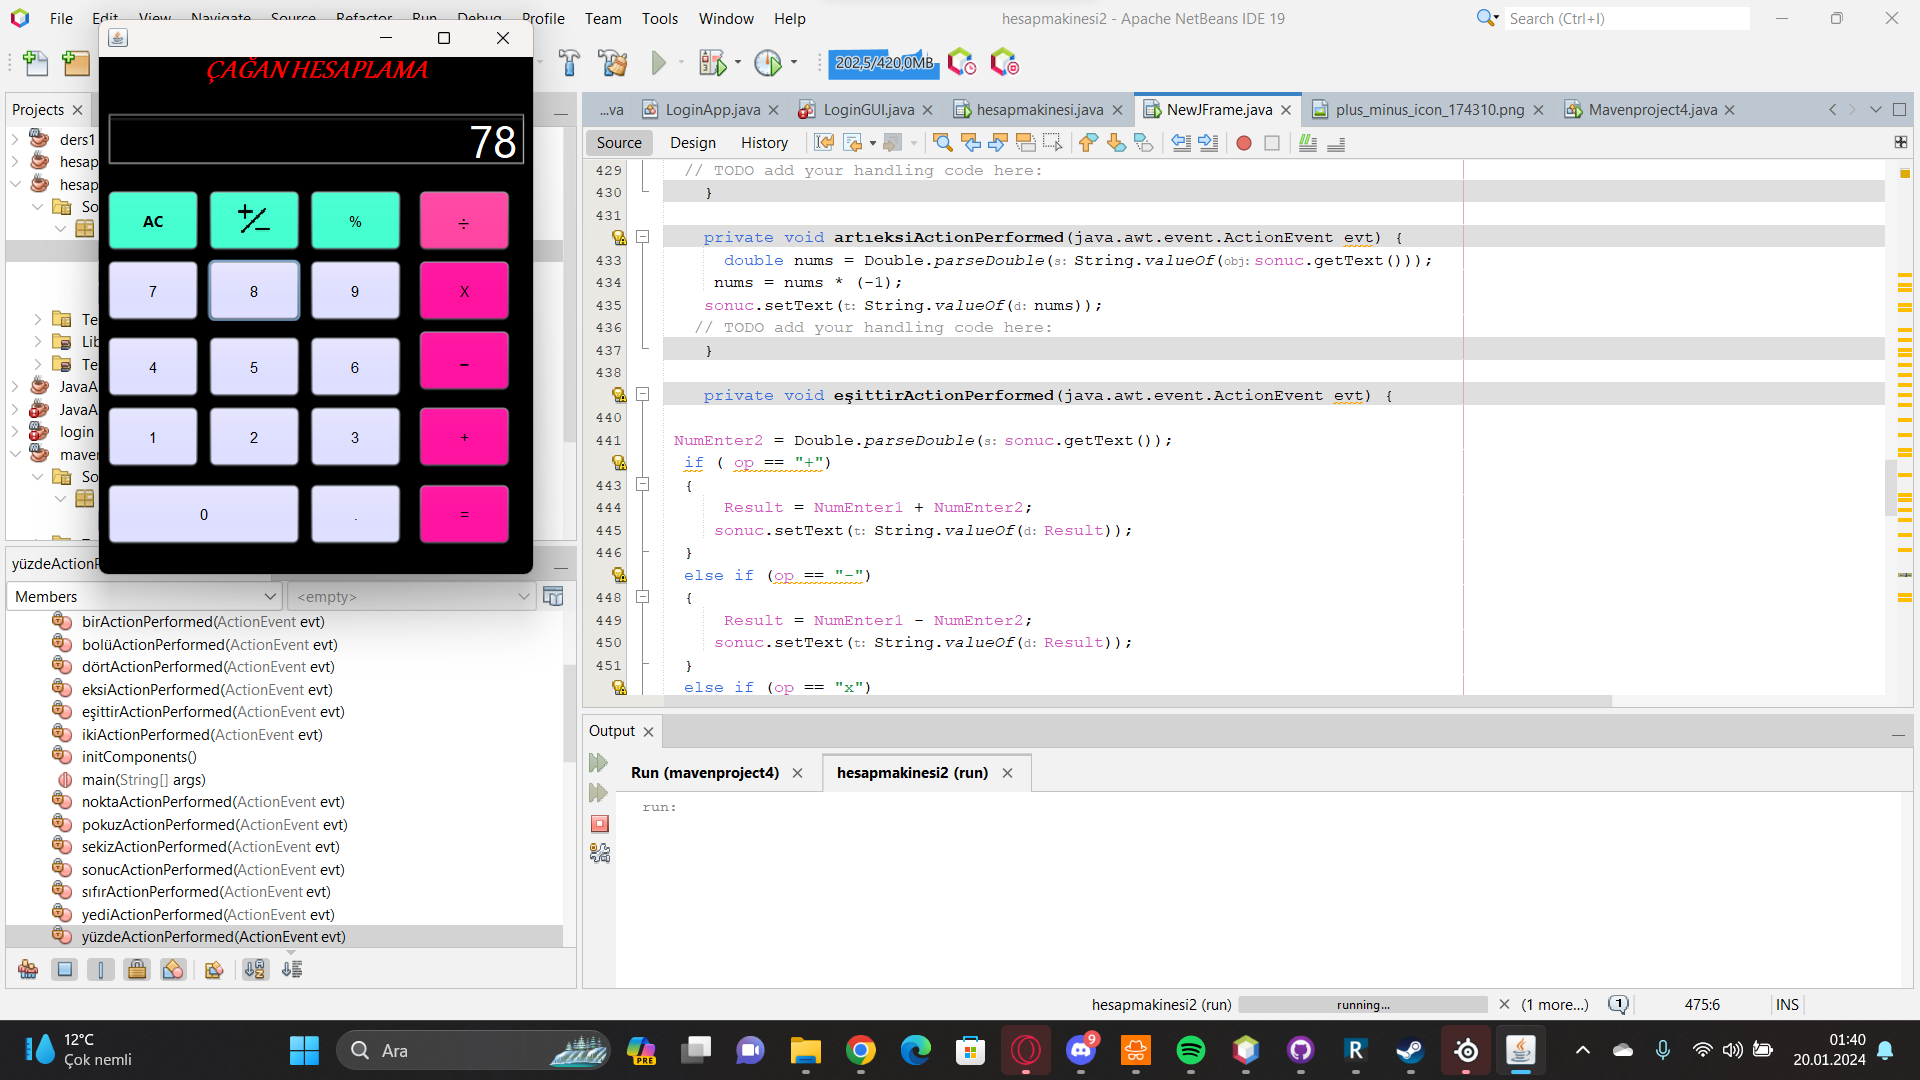 File Edit View Navigate Source Refactor Run Debug Profile Team Tools Window Help
hesapmakinesi2 - Apache NetBeans IDE 19
Search (Ctrl+I)
ÇAĞAN HESAPLAMA
78
AC % ÷
7 8 9 X
4 5 6 -
1 2 3 +
0 . =
202,5/420,0MB
Projects
ders1
hesap
hesap
So
Te
Lib
Te
JavaA
JavaA
login
maver
So
...va LoginApp.java LoginGUI.java hesapmakinesi.java NewJFrame.java plus_minus_icon_174310.png Mavenproject4.java
Source Design History
429 // TODO add your handling code here:
430 }
431
private void artıeksiActionPerformed(java.awt.event.ActionEvent evt) {
433 double nums = Double.parseDouble(s: String.valueOf(obj: sonuc.getText()));
434 nums = nums * (-1);
435 sonuc.setText(t: String.valueOf(d: nums));
436 // TODO add your handling code here:
437 }
438
private void eşittirActionPerformed(java.awt.event.ActionEvent evt) {
440
441 NumEnter2 = Double.parseDouble(s: sonuc.getText());
if ( op == "+")
443 {
444 Result = NumEnter1 + NumEnter2;
445 sonuc.setText(t: String.valueOf(d: Result));
446 }
else if (op == "-")
448 {
449 Result = NumEnter1 - NumEnter2;
450 sonuc.setText(t: String.valueOf(d: Result));
451 }
else if (op == "x")
yüzdeActionP
Members
<empty>
birActionPerformed(ActionEvent evt)
bolüActionPerformed(ActionEvent evt)
dörtActionPerformed(ActionEvent evt)
eksiActionPerformed(ActionEvent evt)
eşittirActionPerformed(ActionEvent evt)
ikiActionPerformed(ActionEvent evt)
initComponents()
main(String[] args)
noktaActionPerformed(ActionEvent evt)
pokuzActionPerformed(ActionEvent evt)
sekizActionPerformed(ActionEvent evt)
sonucActionPerformed(ActionEvent evt)
sıfırActionPerformed(ActionEvent evt)
yediActionPerformed(ActionEvent evt)
yüzdeActionPerformed(ActionEvent evt)
Output
Run (mavenproject4) hesapmakinesi2 (run)
run:
hesapmakinesi2 (run) running... (1 more...) 1 475:6 INS
12°C
Çok nemli
Ara
PRE
9
01:40
20.01.2024